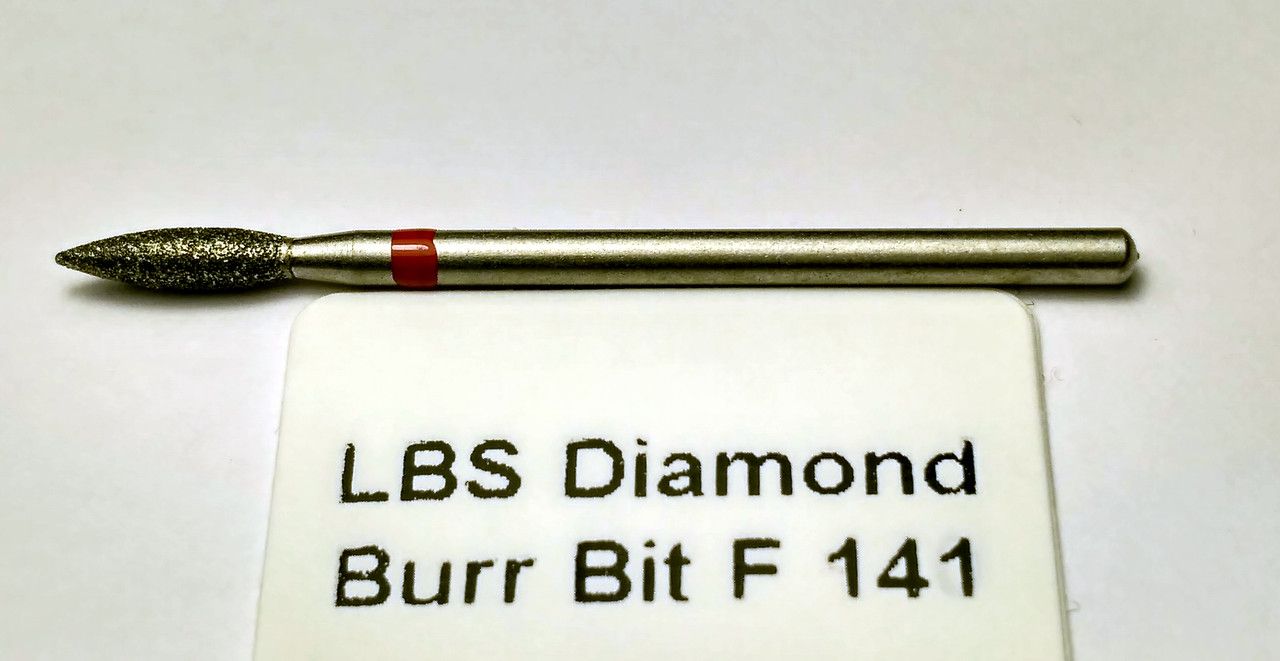 LBS Diamond
Burr Bit F 141